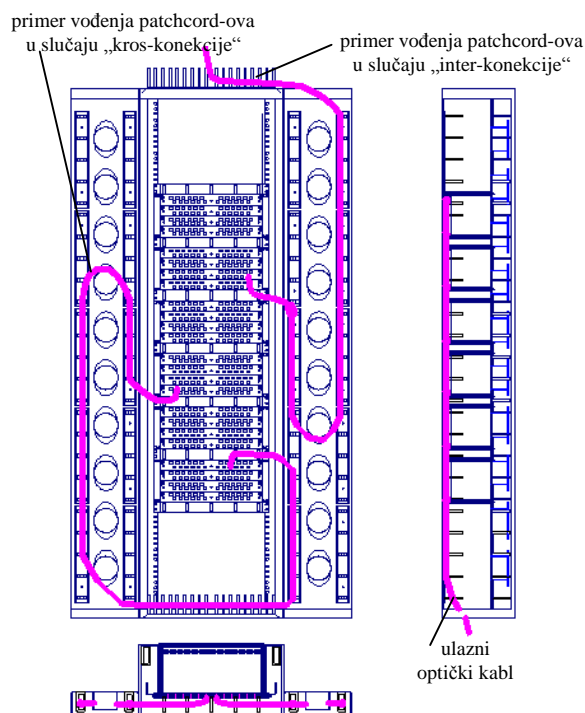 primer vođenja patchcord-ova
u slučaju „kros-konekcije“
primer vođenja patchcord-ova
u slučaju „inter-konekcije“
ulazni
optički kabl